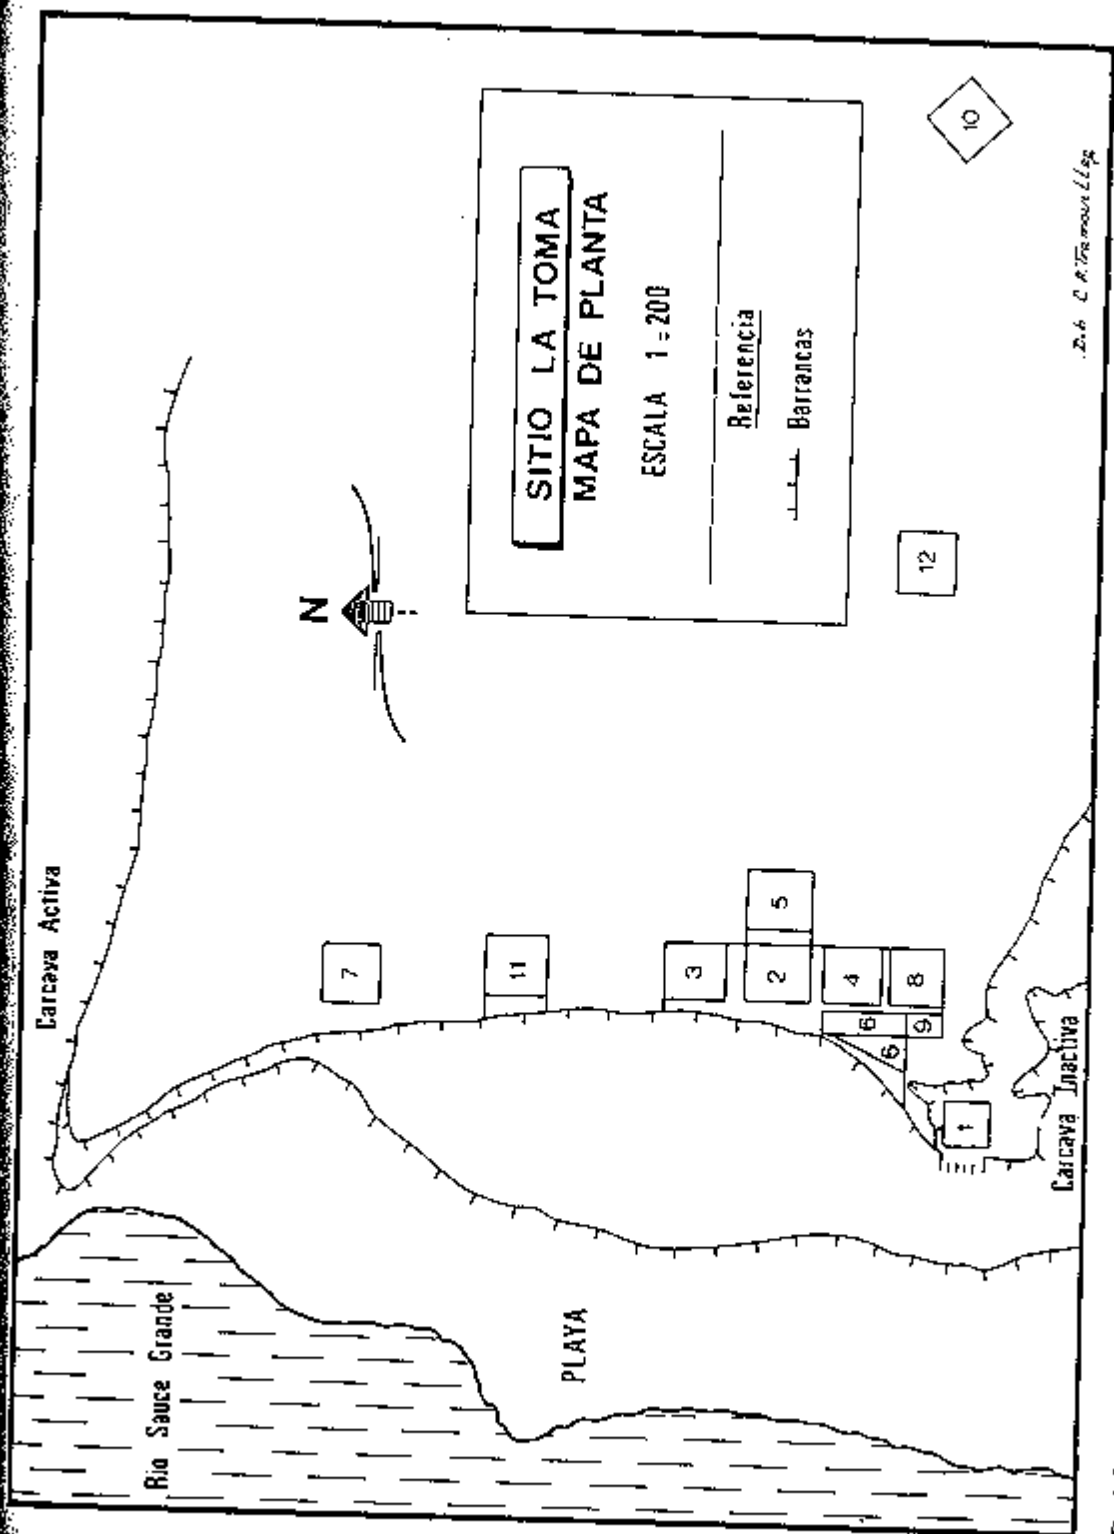 Carcava Activa
Rio Sauce Grande
N
7
11
SITIO LA TOMA
MAPA DE PLANTA
ESCALA 1:200
Referencia
Barrancas
PLAYA
3
2
5
4
6
6
8
9
12
10
1
Carcava Inactiva